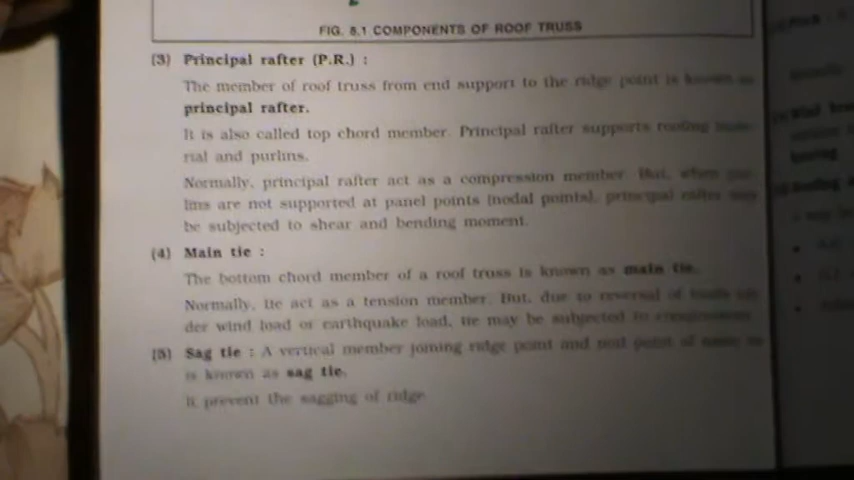 FIG. 8.1 COMPONENTS OF ROOF TRUSS
(3) Principal rafter (P.R.) :
The member of roof truss from end support to the ridge point is known as
principal rafter.
It is also called top chord member. Principal rafter supports roofing mate-
rial and purlins.
Normally, principal rafter act as a compression member. But, when pur-
lins are not supported at panel points (nodal points), principal rafter may
be subjected to shear and bending moment.
(4) Main tie :
The bottom chord member of a roof truss is known as main tie.
Normally, tie act as a tension member. But, due to reversal of loads un-
der wind load or earthquake load, tie may be subjected to compression.
(5) Sag tie : A vertical member joining ridge point and mid point of main tie
is known as sag tie.
It prevent the sagging of ridge